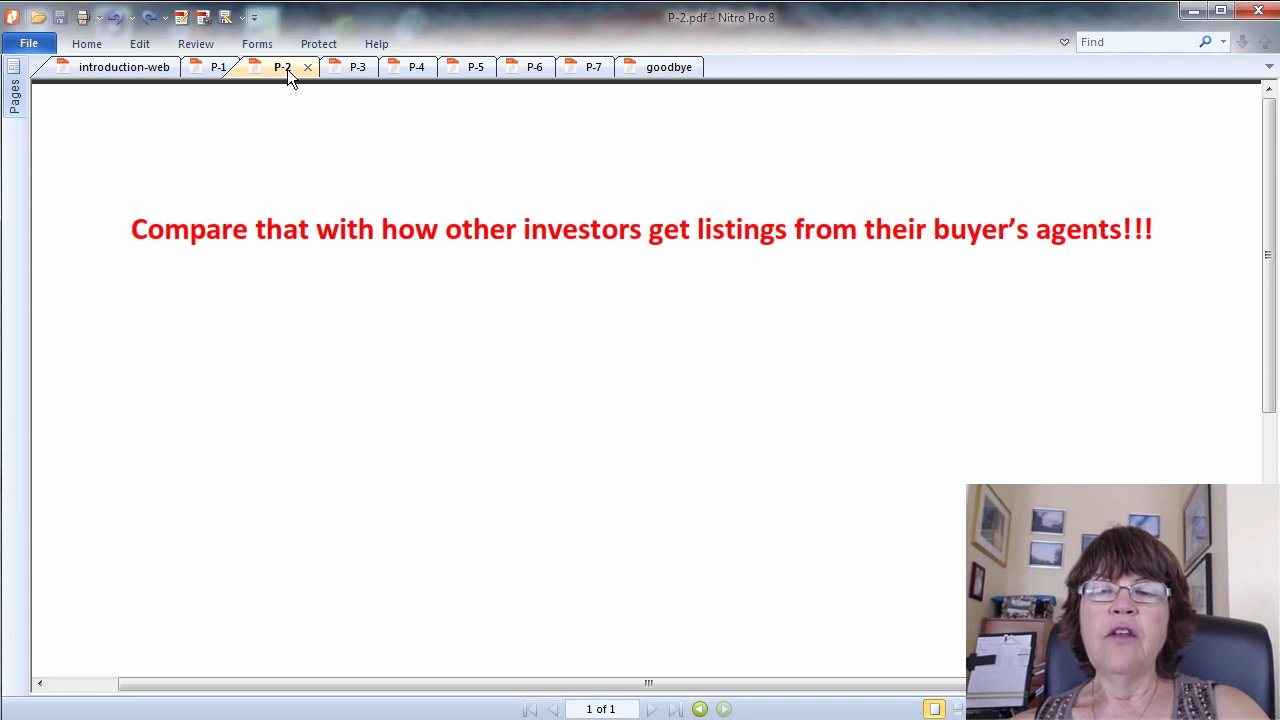 P-2.pdf - Nitro Pro 8
File Home Edit Review Forms Protect Help Find
introduction-web P-1 P-2 P-3 P-4 P-5 P-6 P-7 goodbye
Pages
Compare that with how other investors get listings from their buyer’s agents!!!
1 of 1